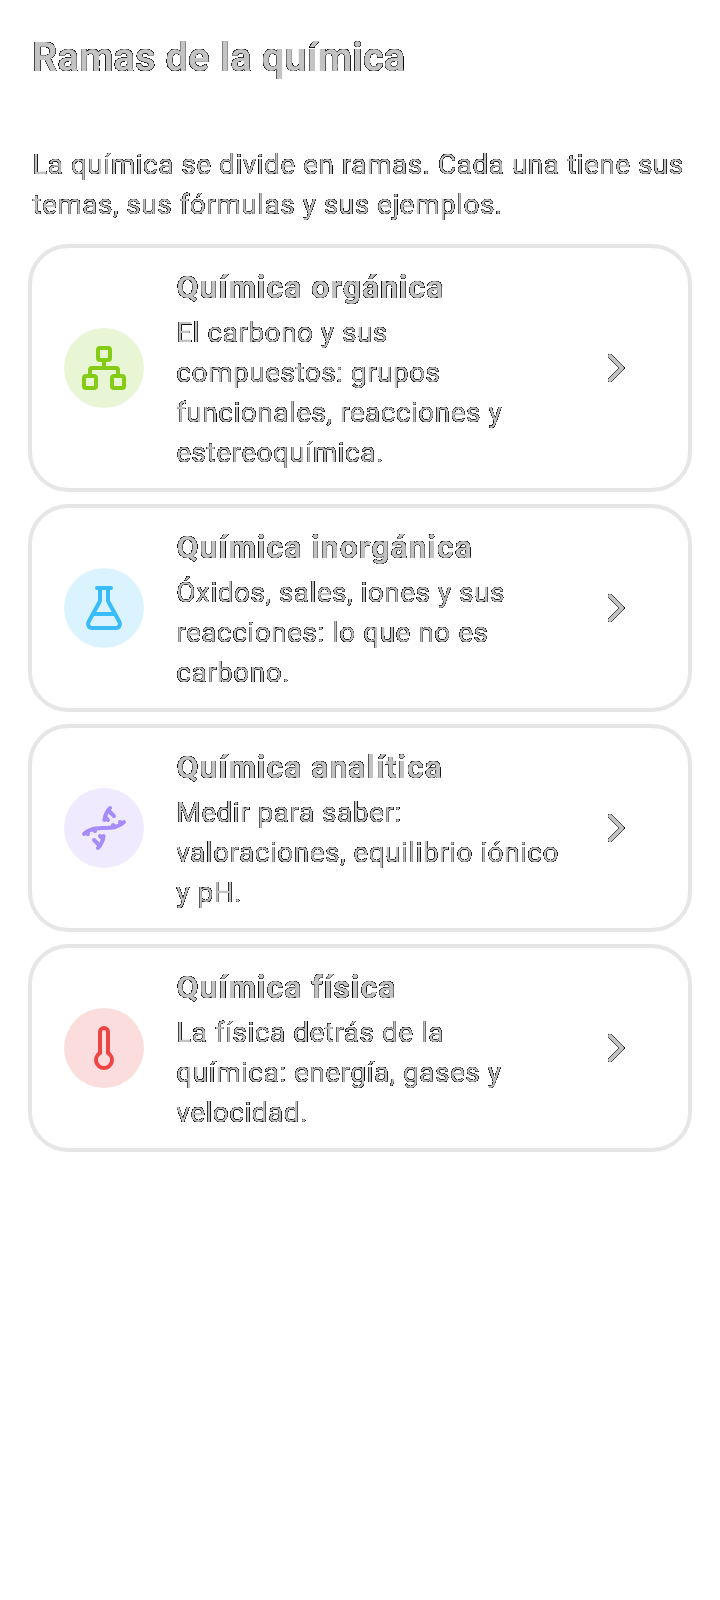 Ramas de la química
La química se divide en ramas. Cada una tiene sus
temas, sus fórmulas y sus ejemplos.
Química orgánica
El carbono y sus
compuestos: grupos
funcionales, reacciones y
estereoquímica.
Química inorgánica
Óxidos, sales, iones y sus
reacciones: lo que no es
carbono.
Química analítica
Medir para saber:
valoraciones, equilibrio iónico
y pH.
Química física
La física detrás de la
química: energía, gases y
velocidad.